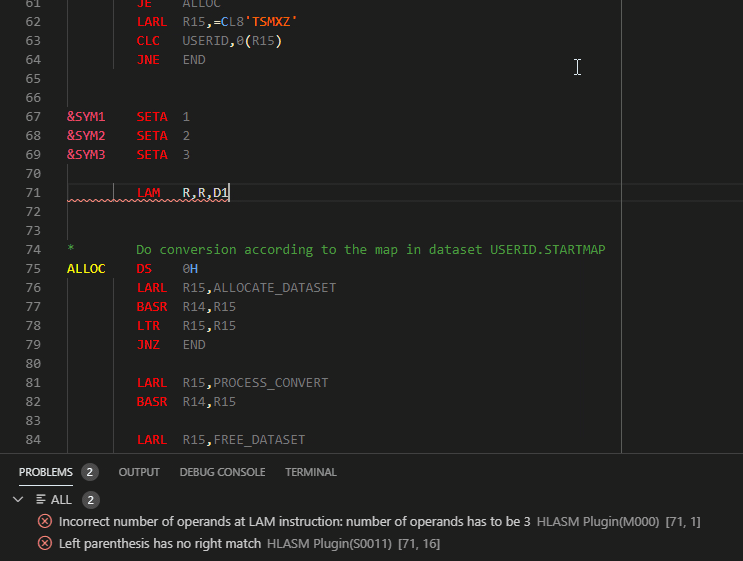 61 JE ALLOC
62 LARL R15,=CL8'TSMXZ'
63 CLC USERID,0(R15)
64 JNE END
65
66
67 &SYM1 SETA 1
68 &SYM2 SETA 2
69 &SYM3 SETA 3
70
71 LAM R,R,D1
72
73
74 * Do conversion according to the map in dataset USERID.STARTMAP
75 ALLOC DS 0H
76 LARL R15,ALLOCATE_DATASET
77 BASR R14,R15
78 LTR R15,R15
79 JNZ END
80
81 LARL R15,PROCESS_CONVERT
82 BASR R14,R15
83
84 LARL R15,FREE_DATASET
PROBLEMS 2 OUTPUT DEBUG CONSOLE TERMINAL
ALL 2
Incorrect number of operands at LAM instruction: number of operands has to be 3 HLASM Plugin(M000) [71, 1]
Left parenthesis has no right match HLASM Plugin(S0011) [71, 16]